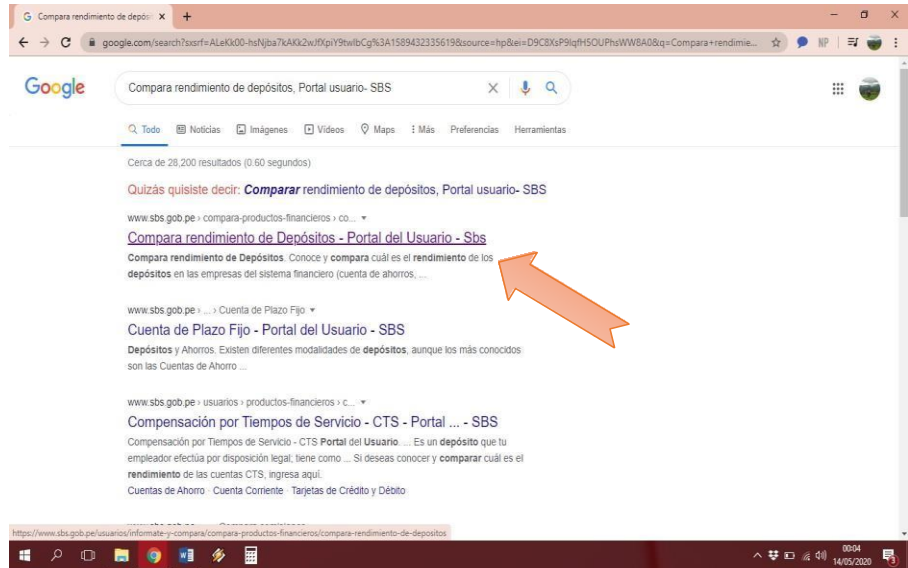 Compara rendimiento de depósi
google.com/search?sxsrf=ALeKk00-hsNjba7kAKk2wJfXpiY9twIbCg%3A1589432335619&source=hp&ei=D9C8XsP9IqfH5OUPhsWW8A0&q=Compara+rendimie...
NP
Google
Compara rendimiento de depósitos, Portal usuario- SBS
Todo Noticias Imágenes Vídeos Maps Más Preferencias Herramientas
Cerca de 28,200 resultados (0.60 segundos)
Quizás quisiste decir: Comparar rendimiento de depósitos, Portal usuario- SBS
www.sbs.gob.pe › compara-productos-financieros › co...
Compara rendimiento de Depósitos - Portal del Usuario - Sbs
Compara rendimiento de Depósitos. Conoce y compara cuál es el rendimiento de los
depósitos en las empresas del sistema financiero (cuenta de ahorros, ...
www.sbs.gob.pe › ... › Cuenta de Plazo Fijo
Cuenta de Plazo Fijo - Portal del Usuario - SBS
Depósitos y Ahorros. Existen diferentes modalidades de depósitos, aunque los más conocidos
son las Cuentas de Ahorro ...
www.sbs.gob.pe › usuarios › productos-financieros › c...
Compensación por Tiempos de Servicio - CTS - Portal ... - SBS
Compensación por Tiempos de Servicio - CTS Portal del Usuario. ... Es un depósito que tu
empleador efectúa por disposición legal; tiene como ... Si deseas conocer y comparar cuál es el
rendimiento de las cuentas CTS, ingresa aquí.
Cuentas de Ahorro · Cuenta Corriente · Tarjetas de Crédito y Débito
https://www.sbs.gob.pe/usuarios/informate-y-compara/compara-productos-financieros/compara-rendimiento-de-depositos
00:04
14/05/2020
3